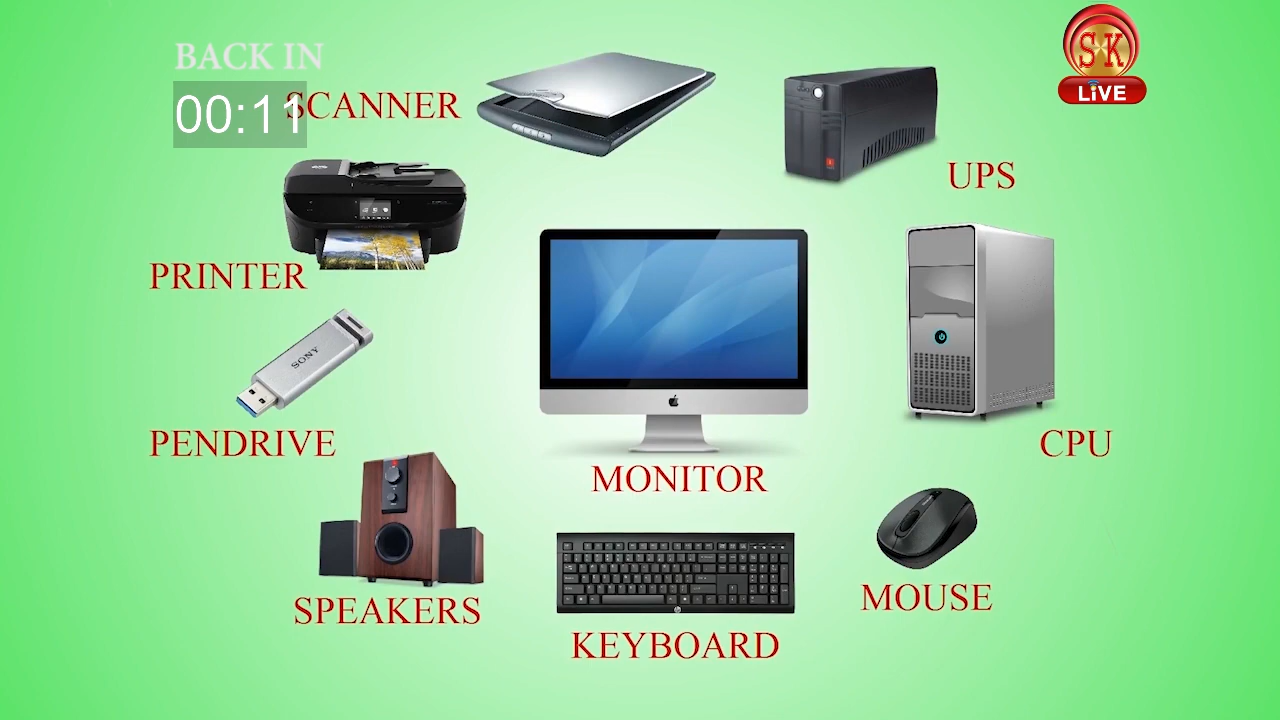 BACK IN
00:11
SCANNER
SK
LiVE
UPS
PRINTER
SONY
PENDRIVE
CPU
MONITOR
SPEAKERS
MOUSE
KEYBOARD